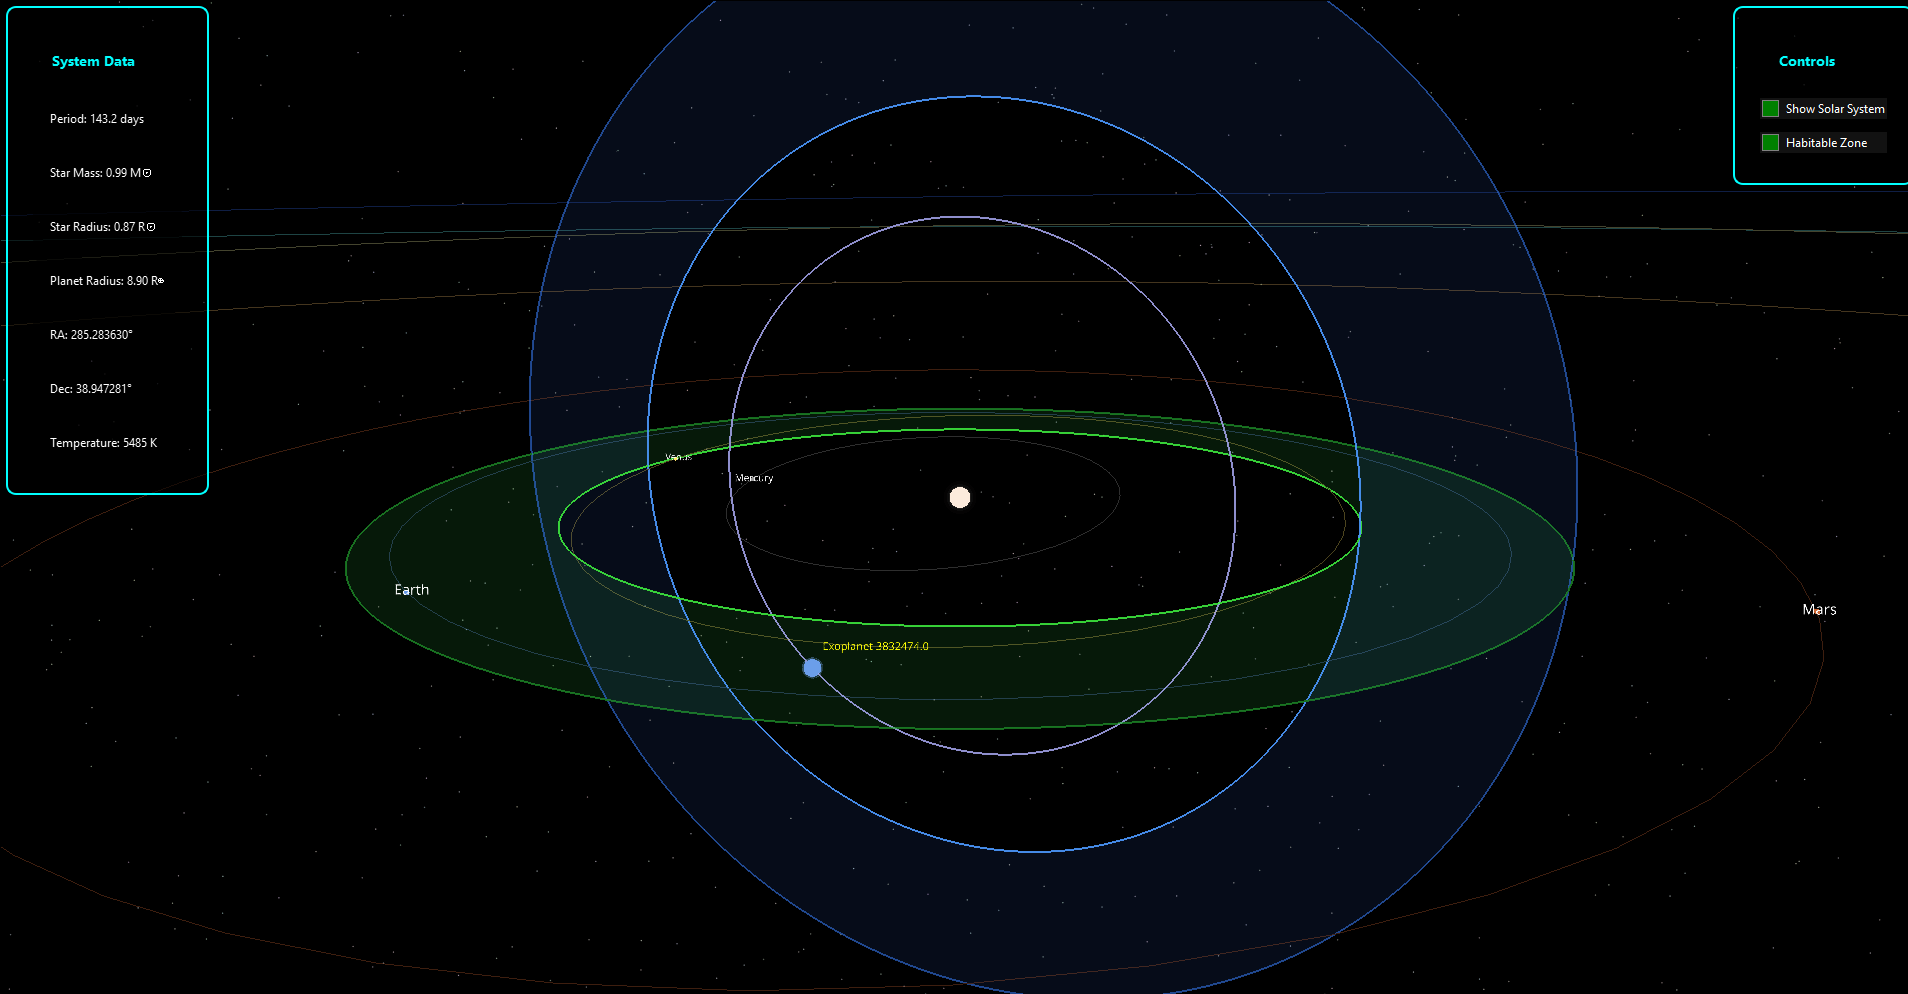 System Data
Period: 143.2 days
Star Mass: 0.99 M⊙
Star Radius: 0.87 R⊙
Planet Radius: 8.90 R⊕
RA: 285.283630°
Dec: 38.947281°
Temperature: 5485 K
Controls
Show Solar System
Habitable Zone
Venus
Mercury
Earth
Mars
Exoplanet 3832474.0